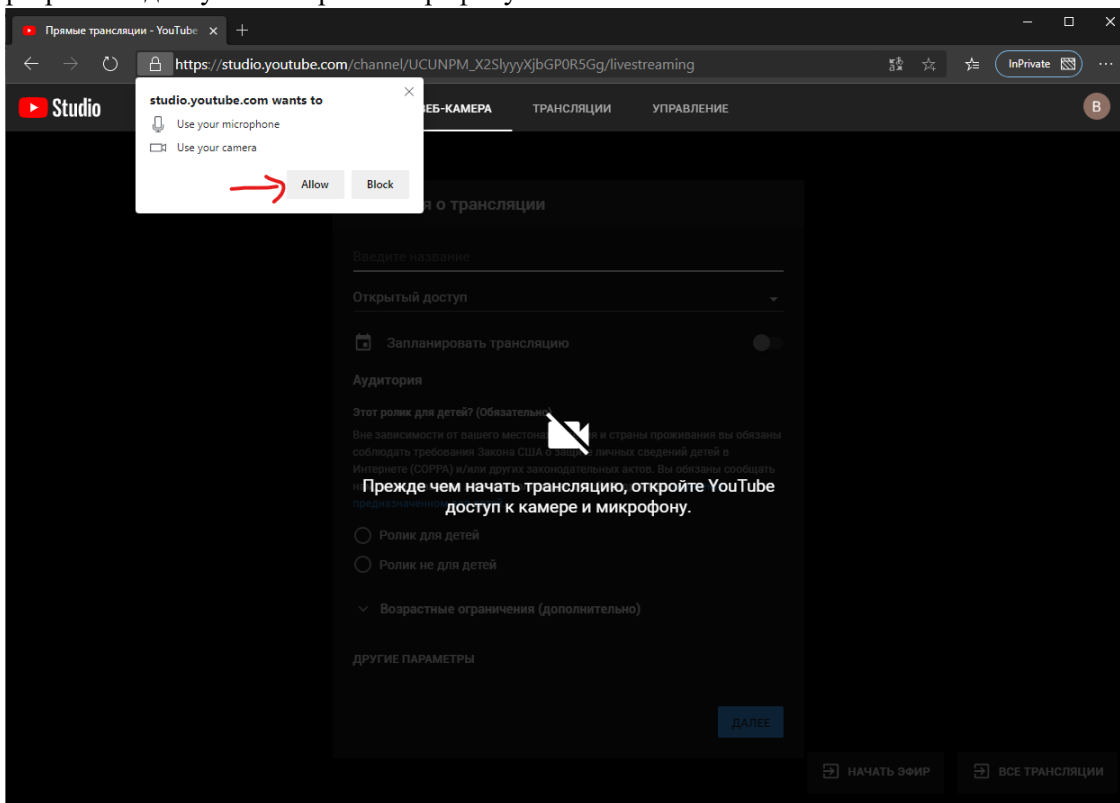 Прямые трансляции - YouTube
https://studio.youtube.com/channel/UCUNPM_X2SlyyyXjbGP0R5Gg/livestreaming
InPrivate
Studio
ЕБ-КАМЕРА
ТРАНСЛЯЦИИ
УПРАВЛЕНИЕ
B
studio.youtube.com wants to
Use your microphone
Use your camera
Allow
Block
о трансляции
Введите название
Открытый доступ
Запланировать трансляцию
Аудитория
Этот ролик для детей? (Обязательно)
Вне зависимости от вашего и страны проживания вы обязаны
соблюдать требования Закона США о личных сведений детей в
Интернете (COPPA) и/или других законодательных актов. Вы обязаны сообщать
Прежде чем начать трансляцию, откройте YouTube
доступ к камере и микрофону.
Ролик для детей
Ролик не для детей
Возрастные ограничения (дополнительно)
ДРУГИЕ ПАРАМЕТРЫ
ДАЛЕЕ
НАЧАТЬ ЭФИР
ВСЕ ТРАНСЛЯЦИИ